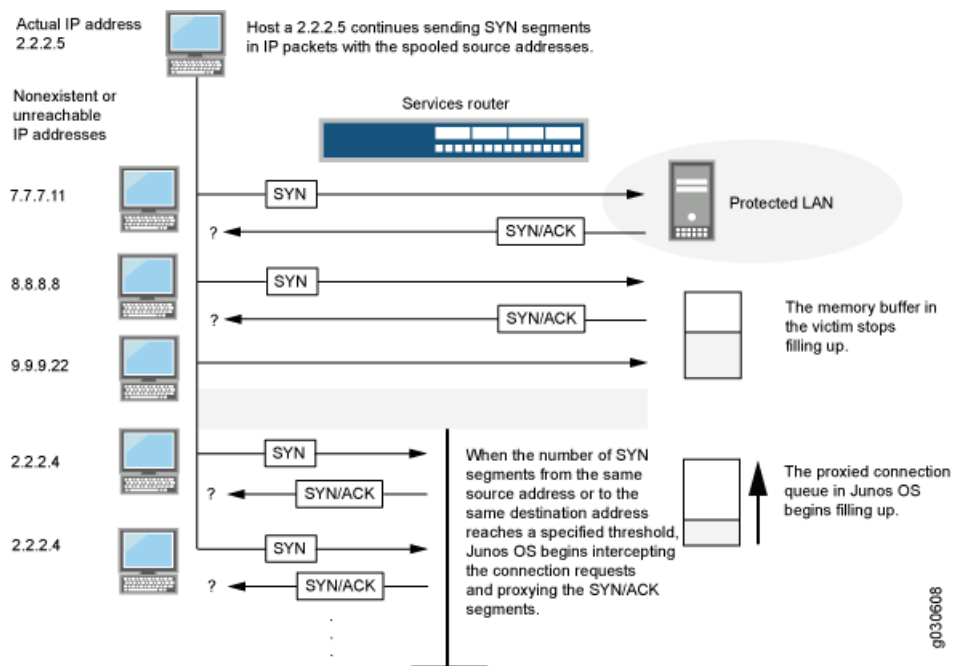 Actual IP address
2.2.2.5
Host a 2.2.2.5 continues sending SYN segments
in IP packets with the spooled source addresses.
Nonexistent or
unreachable
IP addresses
Services router
7.7.7.11
SYN
Protected LAN
? SYN/ACK
8.8.8.8
SYN
? SYN/ACK
The memory buffer in
the victim stops
filling up.
9.9.9.22
2.2.2.4
SYN
? SYN/ACK
When the number of SYN
segments from the same
source address or to the
same destination address
reaches a specified threshold,
Junos OS begins intercepting
the connection requests
and proxying the SYN/ACK
segments.
The proxied connection
queue in Junos OS
begins filling up.
2.2.2.4
SYN
? SYN/ACK
g030608